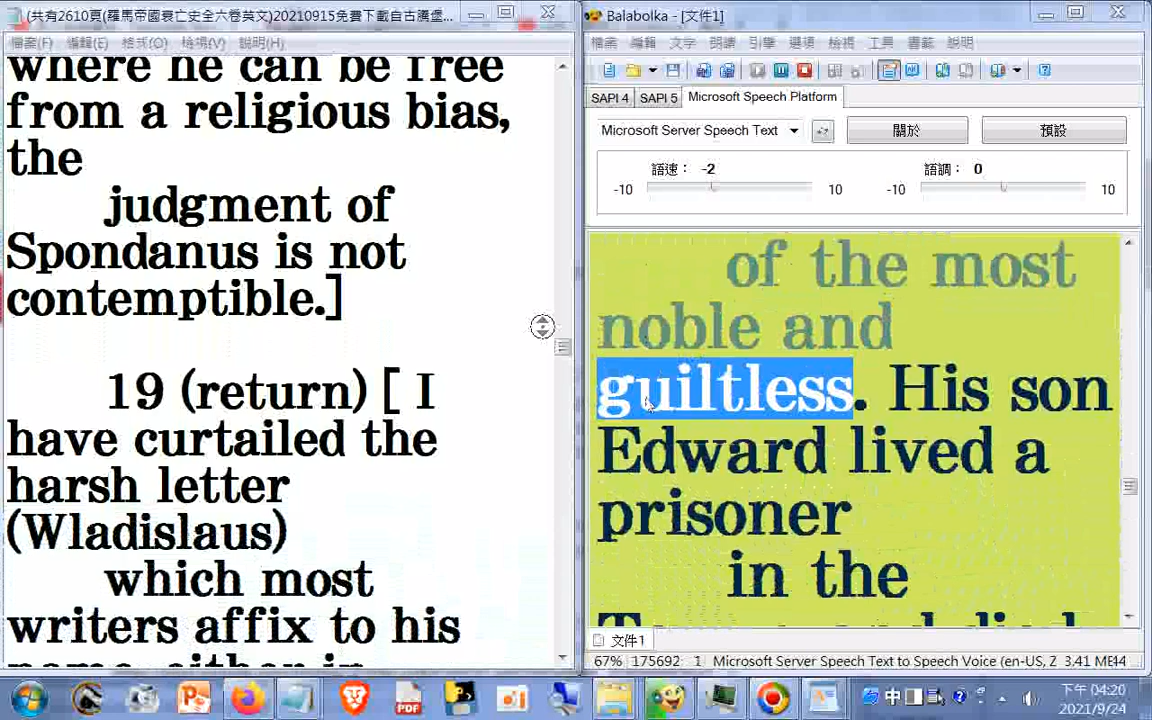 (共有2610頁(羅馬帝國衰亡史全六卷英文)20210915免費下載自古騰堡...
檔案(F) 編輯(E) 格式(O) 檢視(V) 說明(H)
where he can be free
from a religious bias,
the
judgment of
Spondanus is not
contemptible.]
19 (return) [ I
have curtailed the
harsh letter
(Wladislaus)
which most
writers affix to his
name, either in
Balabolka - [文件1]
檔案 編輯 文字 朗讀 引擎 選項 檢視 工具 書籤 說明
SAPI 4 SAPI 5 Microsoft Speech Platform
Microsoft Server Speech Text 關於 預設
語速： -2 語調： 0
-10 10 -10 10
of the most
noble and
guiltless. His son
Edward lived a
prisoner
in the
文件1
67% 175692: 1 Microsoft Server Speech Text to Speech Voice (en-US, Z 3.41 ME44
中
下午 04:20
2021/9/24